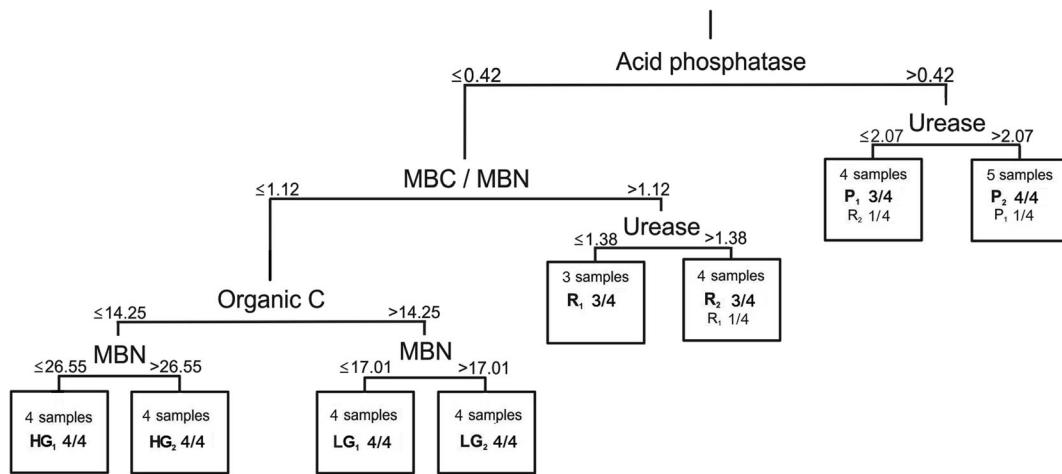 Acid phosphatase
≤0.42 >0.42
Urease
≤2.07 >2.07
4 samples
P₁ 3/4
R₂ 1/4
5 samples
P₂ 4/4
P₁ 1/4
MBC / MBN
≤1.12 >1.12
Urease
≤1.38 >1.38
3 samples
R₁ 3/4
4 samples
R₂ 3/4
R₁ 1/4
Organic C
≤14.25 >14.25
MBN
≤26.55 >26.55
4 samples
HG₁ 4/4
4 samples
HG₂ 4/4
MBN
≤17.01 >17.01
4 samples
LG₁ 4/4
4 samples
LG₂ 4/4